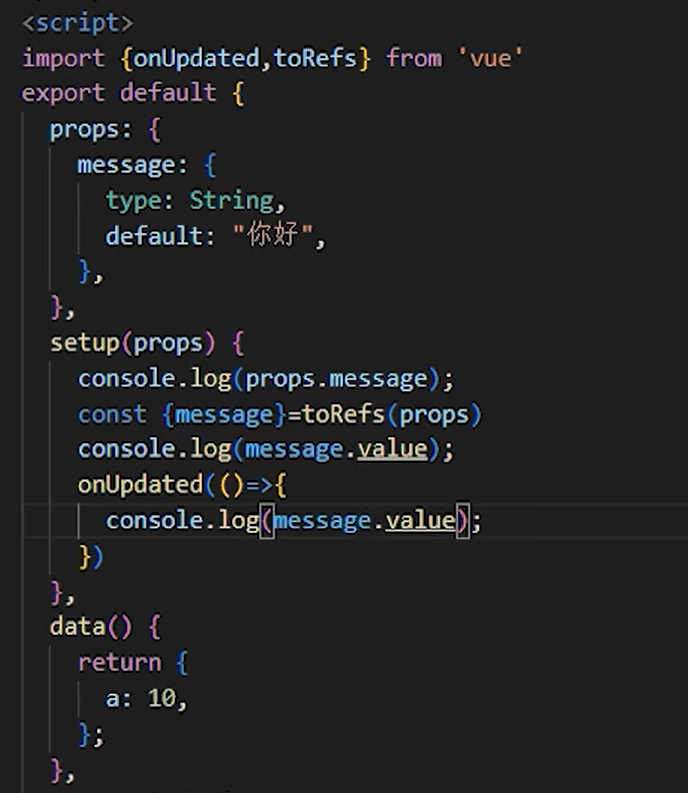 <script>
import {onUpdated,toRefs} from 'vue'
export default {
props: {
message: {
type: String,
default: "你好",
},
},
setup(props) {
console.log(props.message);
const {message}=toRefs(props)
console.log(message.value);
onUpdated(()=>{
console.log(message.value);
})
},
data() {
return {
a: 10,
};
},